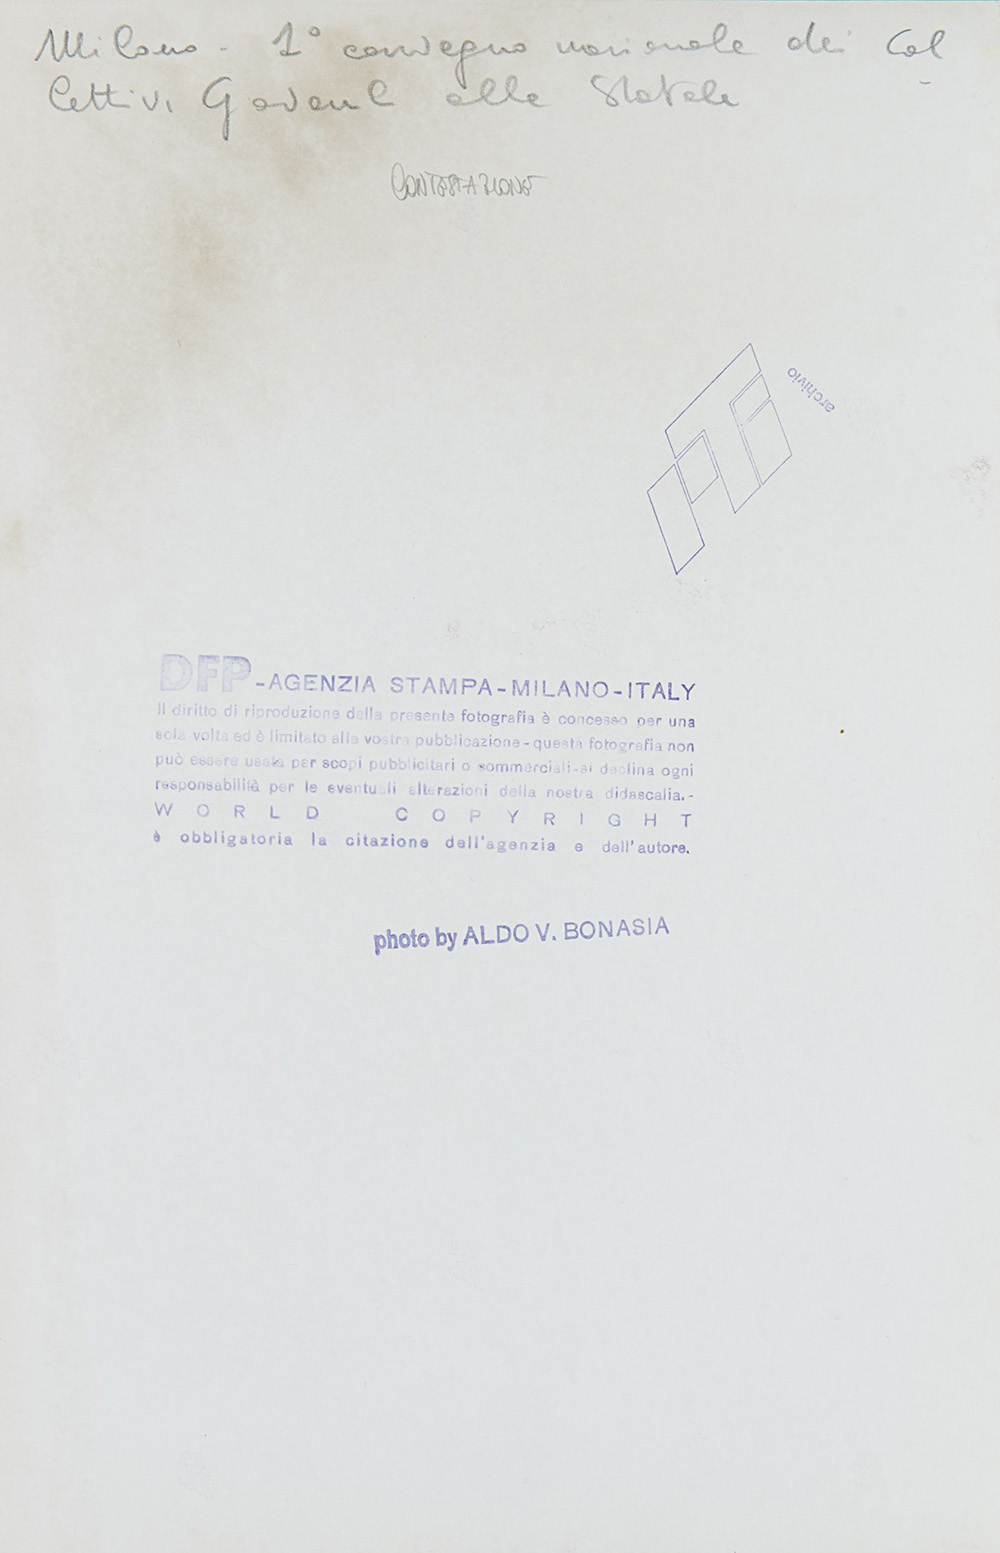 Milano - 1° convegno nazionale dei Col
lettivi Giovanili alla Statale
CONTESTAZIONE
archivio
DFP-AGENZIA STAMPA-MILANO-ITALY
Il diritto di riproduzione della presente fotografia è concesso per una
sola volta ed è limitato alla vostra pubblicazione-questa fotografia non
può essere usata per scopi pubblicitari o commerciali-si declina ogni
responsabilità per le eventuali alterazioni della nostra didascalia.-
WORLD COPYRIGHT
è obbligatoria la citazione dell'agenzia e dell'autore.
photo by ALDO V. BONASIA